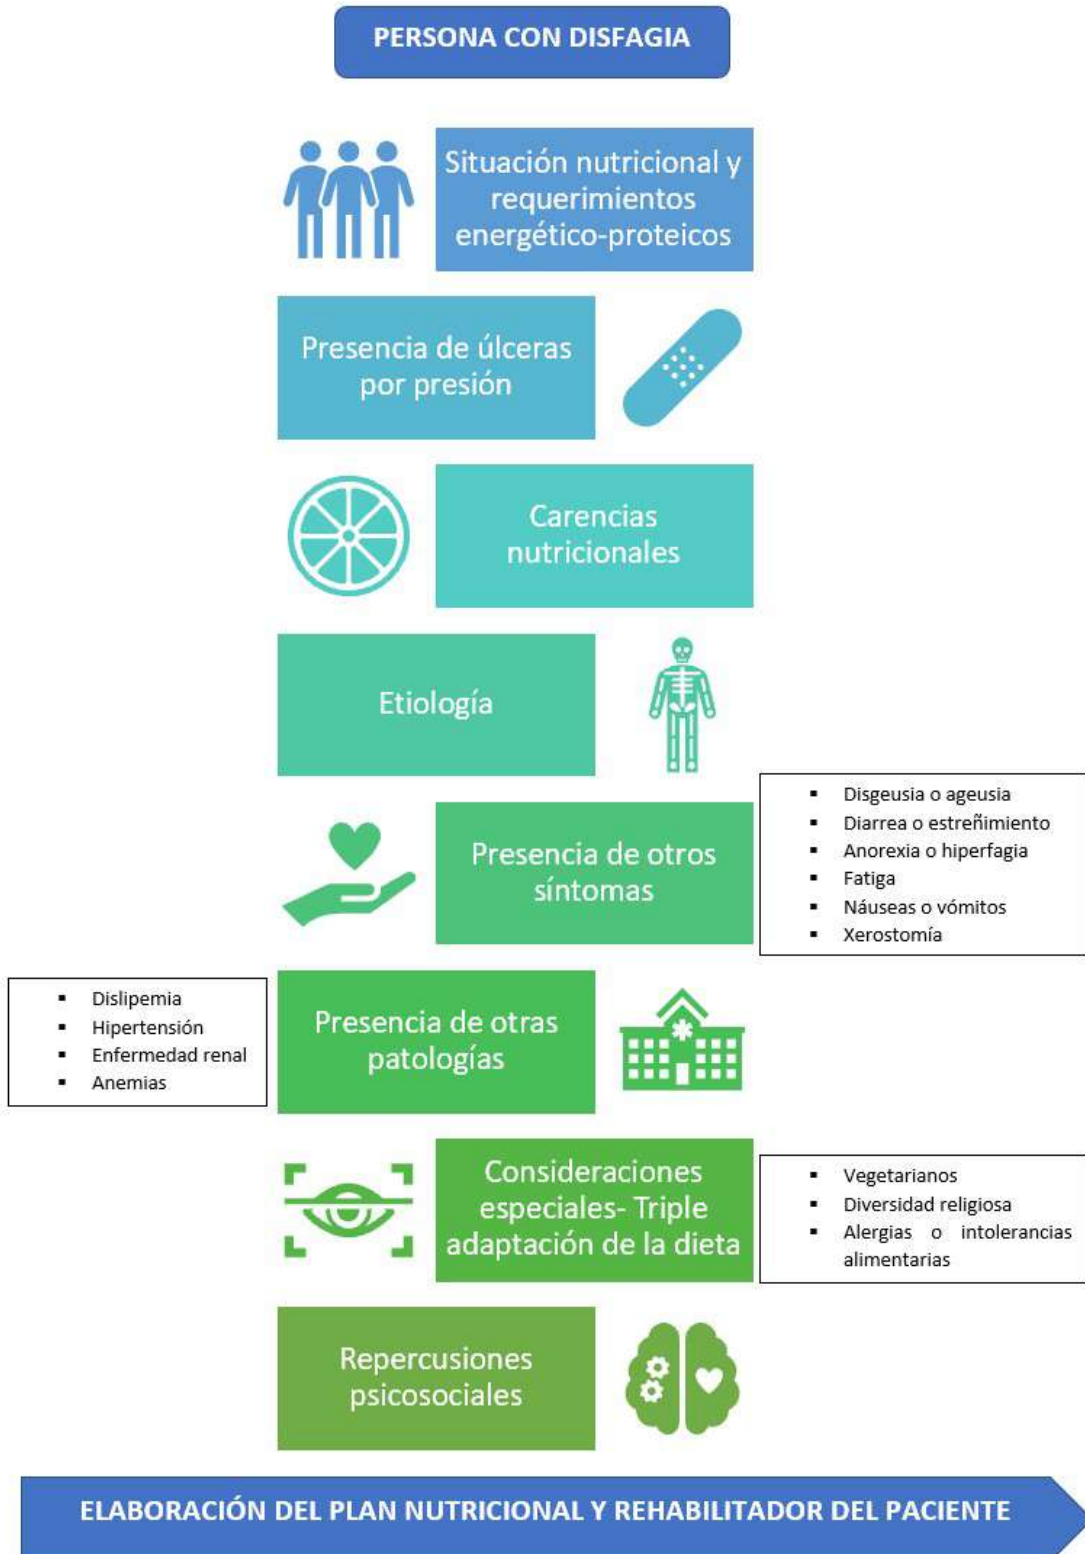 PERSONA CON DISFAGIA
Situación nutricional y
requerimientos
energético-proteicos
Presencia de úlceras
por presión
Carencias
nutricionales
Etiología
Presencia de otros
síntomas
▪ Disgeusia o ageusia
▪ Diarrea o estreñimiento
▪ Anorexia o hiperfagia
▪ Fatiga
▪ Náuseas o vómitos
▪ Xerostomía
▪ Dislipemia
▪ Hipertensión
▪ Enfermedad renal
▪ Anemias
Presencia de otras
patologías
Consideraciones
especiales- Triple
adaptación de la dieta
▪ Vegetarianos
▪ Diversidad religiosa
▪ Alergias o intolerancias
alimentarias
Repercusiones
psicosociales
ELABORACIÓN DEL PLAN NUTRICIONAL Y REHABILITADOR DEL PACIENTE